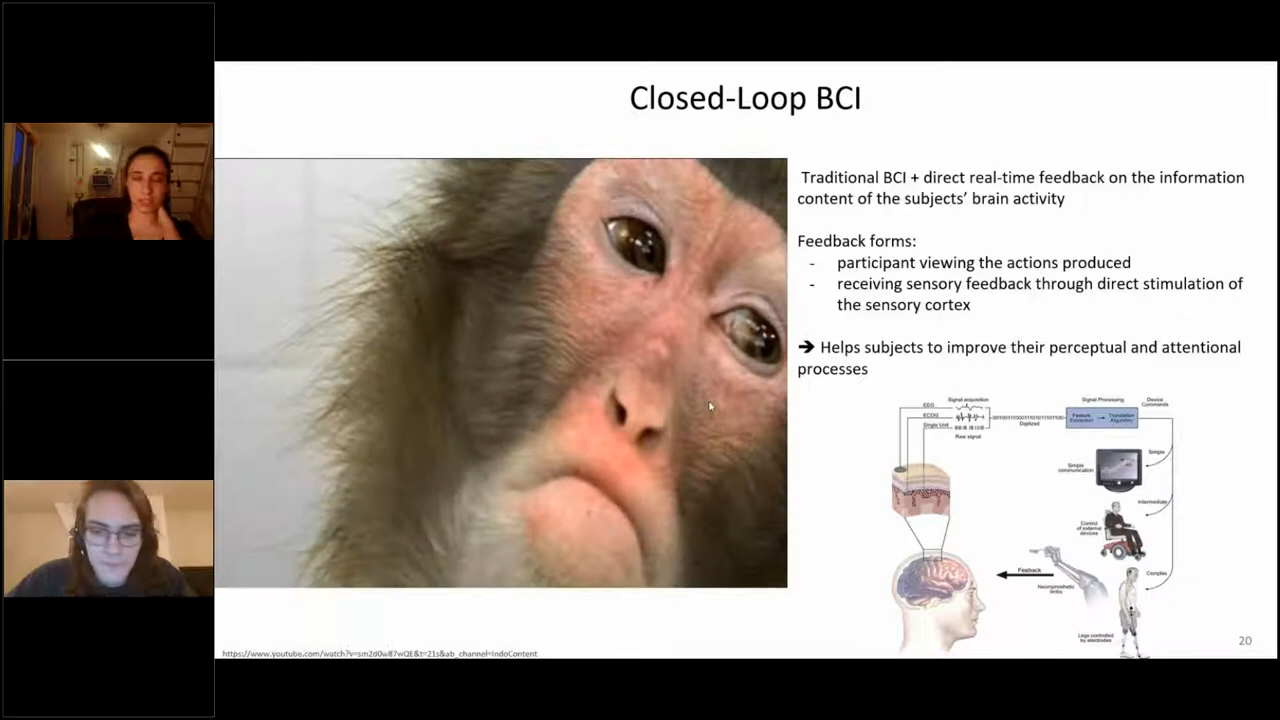 Closed-Loop BCI
Traditional BCI + direct real-time feedback on the information
content of the subjects' brain activity
Feedback forms:
- participant viewing the actions produced
- receiving sensory feedback through direct stimulation of
the sensory cortex
➔ Helps subjects to improve their perceptual and attentional
processes
EEG
ECOG
Single Unit
Signal acquisition
Raw signal
Digitized
Signal Processing
Feature
Extraction
Translation
Algorithm
Device
Commands
Simple
Simple
communication
Intermediate
Control
of external
devices
Complex
Neuroprosthetic
limbs
Legs controlled
by electrodes
20